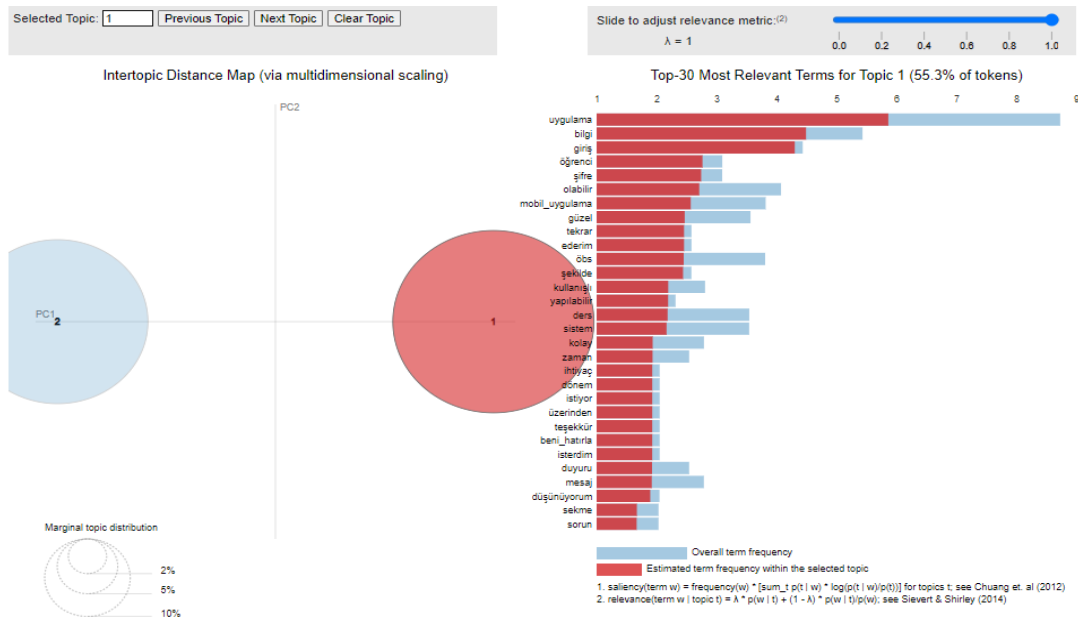 Selected Topic: 1 Previous Topic Next Topic Clear Topic
Slide to adjust relevance metric:(2)
λ = 1
0.0 0.2 0.4 0.6 0.8 1.0
Intertopic Distance Map (via multidimensional scaling)
PC2
PC1
2
1
Marginal topic distribution
2%
5%
10%
Top-30 Most Relevant Terms for Topic 1 (55.3% of tokens)
1 2 3 4 5 6 7 8 9
uygulama
bilgi
giriş
öğrenci
şifre
olabilir
mobil_uygulama
güzel
tekrar
ederim
öbs
şekilde
kullanışlı
yapılabilir
ders
sistem
kolay
zaman
ihtiyaç
dönem
istiyor
üzerinden
teşekkür
beni_hatırla
isterdim
duyuru
mesaj
düşünüyorum
sekme
sorun
Overall term frequency
Estimated term frequency within the selected topic
1. saliency(term w) = frequency(w) * [sum_t p(t | w) * log(p(t | w)/p(t))] for topics t; see Chuang et. al (2012)
2. relevance(term w | topic t) = λ * p(w | t) + (1 - λ) * p(w | t)/p(w); see Sievert & Shirley (2014)